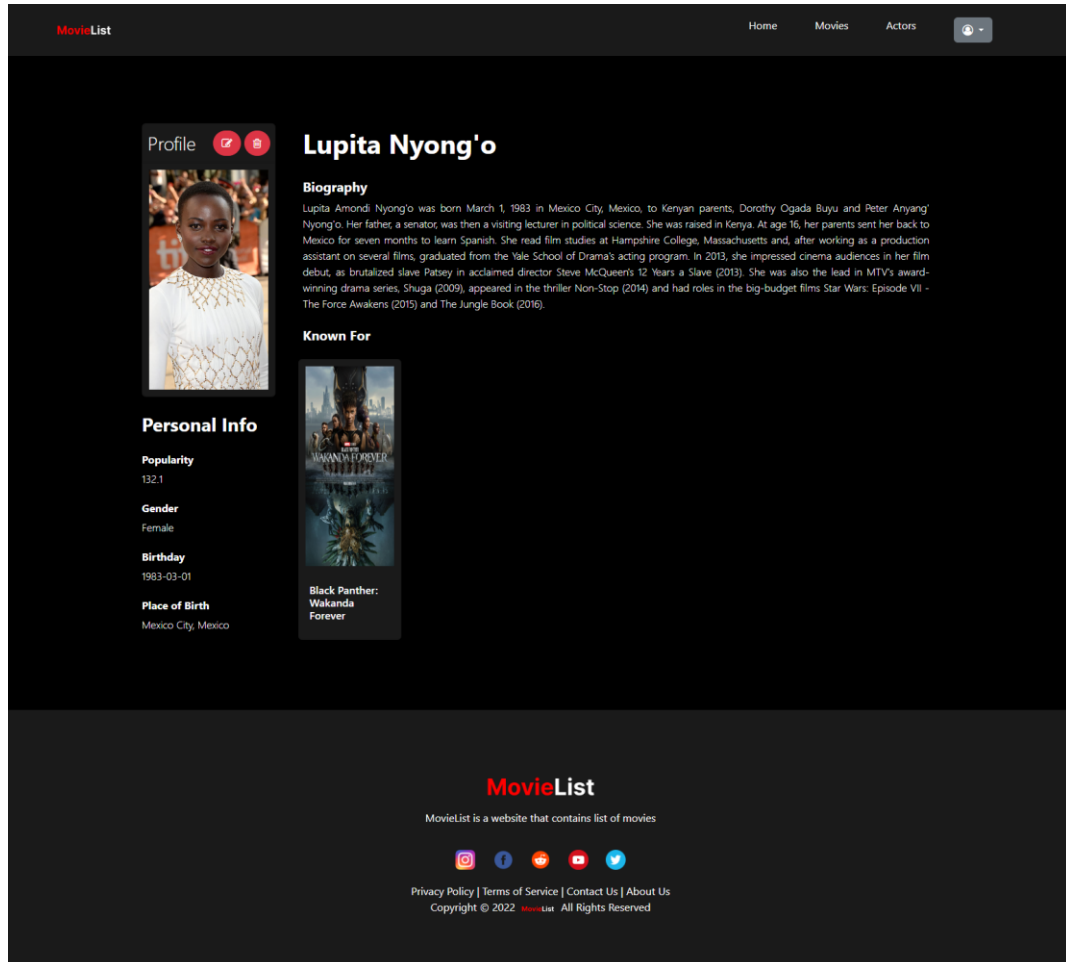 MovieList
Home Movies Actors
Profile
Lupita Nyong'o
Biography
Lupita Amondi Nyong'o was born March 1, 1983 in Mexico City, Mexico, to Kenyan parents, Dorothy Ogada Buyu and Peter Anyang'
Nyong'o. Her father, a senator, was then a visiting lecturer in political science. She was raised in Kenya. At age 16, her parents sent her back to
Mexico for seven months to learn Spanish. She read film studies at Hampshire College, Massachusetts and, after working as a production
assistant on several films, graduated from the Yale School of Drama's acting program. In 2013, she impressed cinema audiences in her film
debut, as brutalized slave Patsey in acclaimed director Steve McQueen's 12 Years a Slave (2013). She was also the lead in MTV's award-
winning drama series, Shuga (2009), appeared in the thriller Non-Stop (2014) and had roles in the big-budget films Star Wars: Episode VII -
The Force Awakens (2015) and The Jungle Book (2016).
Known For
WAKANDA FOREVER
Black Panther:
Wakanda
Forever
Personal Info
Popularity
132.1
Gender
Female
Birthday
1983-03-01
Place of Birth
Mexico City, Mexico
MovieList
MovieList is a website that contains list of movies
Privacy Policy | Terms of Service | Contact Us | About Us
Copyright © 2022 MovieList All Rights Reserved